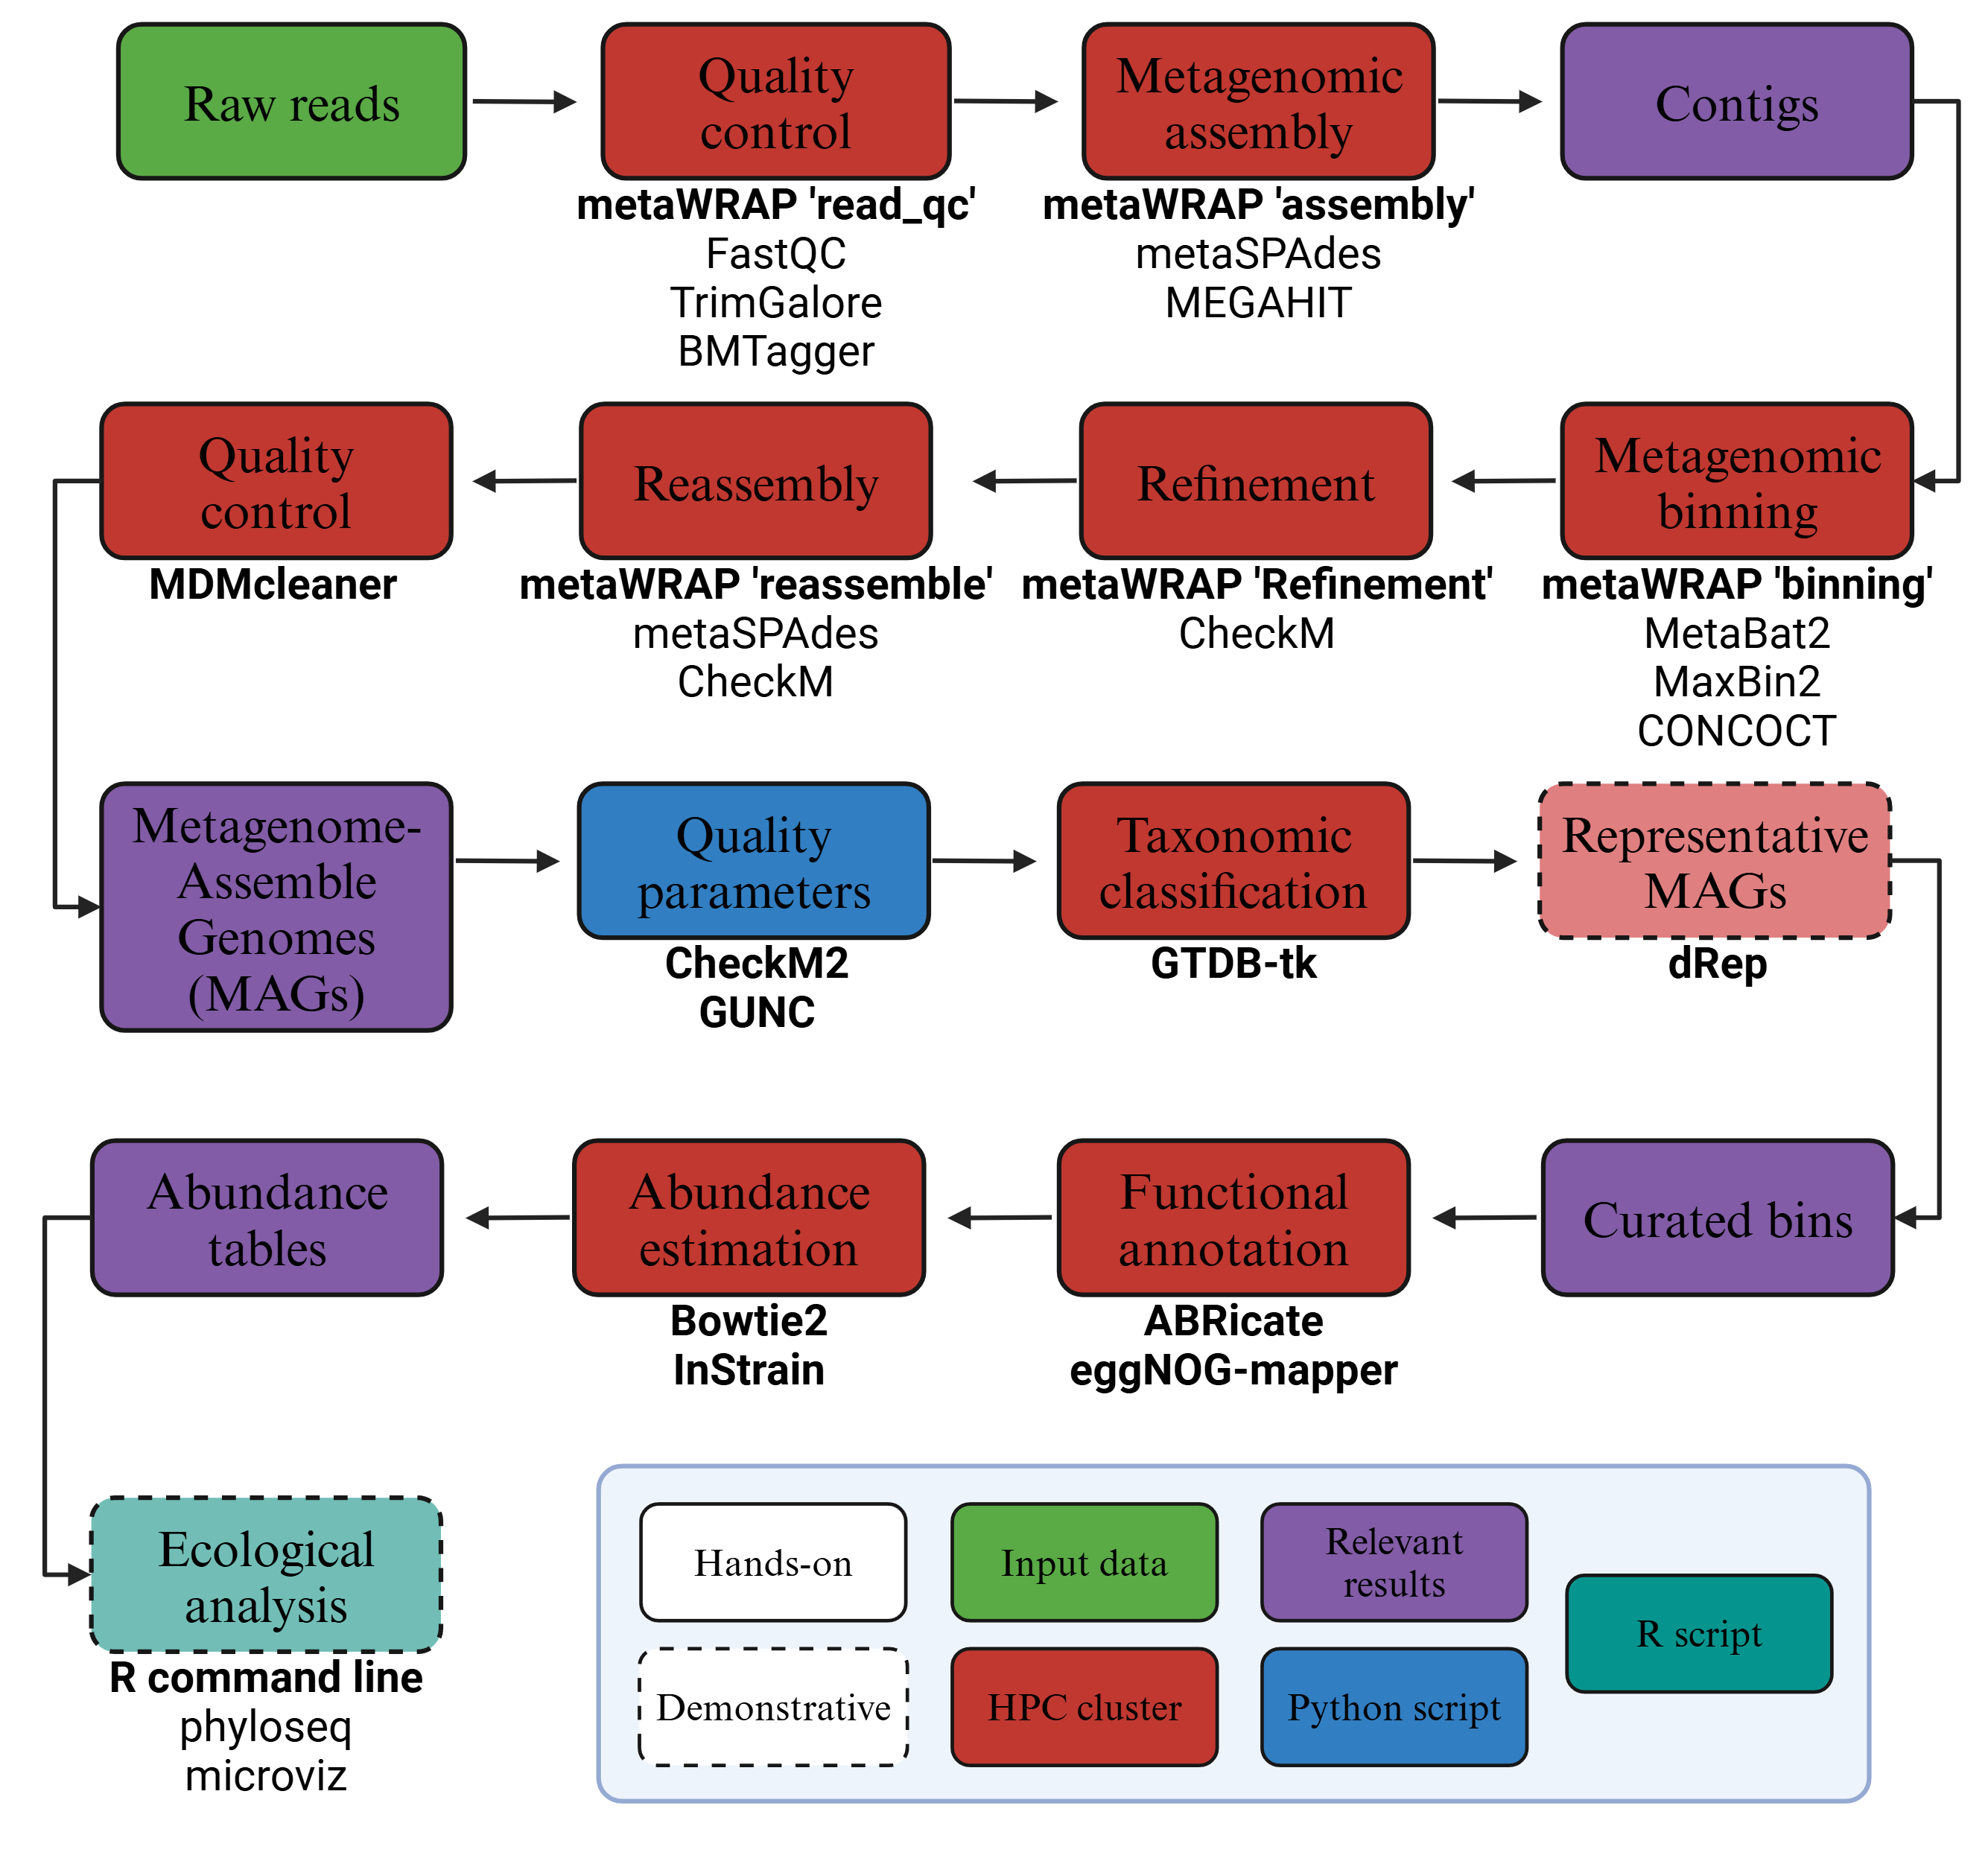 Raw reads
Quality
control
metaWRAP 'read_qc'
FastQC
TrimGalore
BMTagger
Metagenomic
assembly
metaWRAP 'assembly'
metaSPAdes
MEGAHIT
Contigs
Metagenomic
binning
metaWRAP 'binning'
MetaBat2
MaxBin2
CONCOCT
Refinement
metaWRAP 'Refinement'
CheckM
Reassembly
metaWRAP 'reassemble'
metaSPAdes
CheckM
Quality
control
MDMcleaner
Metagenome-
Assemble
Genomes
(MAGs)
Quality
parameters
CheckM2
GUNC
Taxonomic
classification
GTDB-tk
Representative
MAGs
dRep
Curated bins
Functional
annotation
ABRicate
eggNOG-mapper
Abundance
estimation
Bowtie2
InStrain
Abundance
tables
Ecological
analysis
R command line
phyloseq
microviz
Hands-on
Input data
Relevant
results
R script
Demonstrative
HPC cluster
Python script